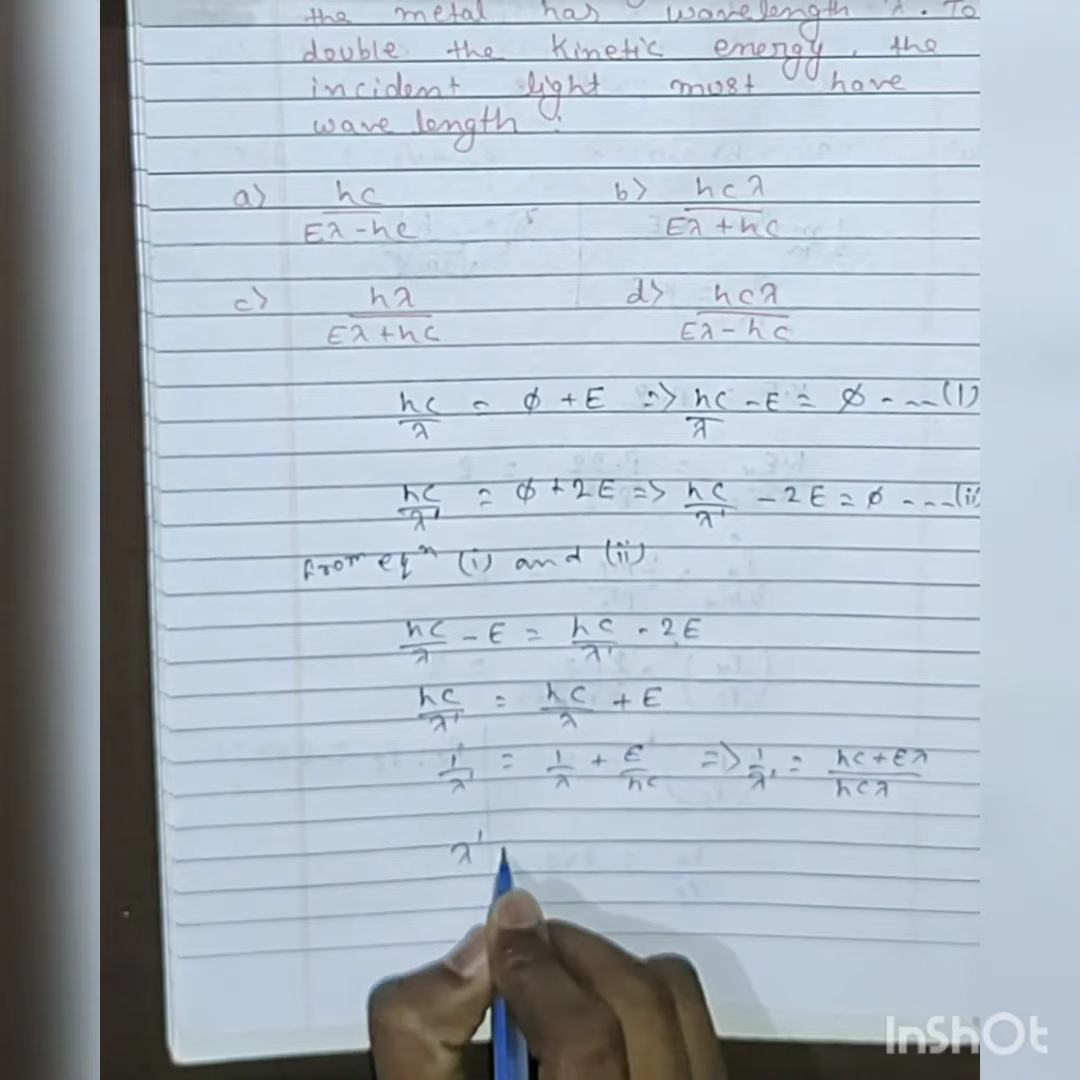 the metal has wavelength λ. To
double the kinetic energy, the
incident light must have
wave length :
a) hc / Eλ-hc b) hcλ / Eλ+hc
c) hλ / Eλ+hc d) hcλ / Eλ-hc
hc/λ = ø + E => hc/λ - E = ø ---(i)
hc/λ' = ø + 2E => hc/λ' - 2E = ø ---(ii)
from eqⁿ (i) and (ii).
hc/λ - E = hc/λ' - 2E
hc/λ' = hc/λ + E
1/λ' = 1/λ + E/hc => 1/λ' = hc+Eλ / hcλ
λ'
InShOt